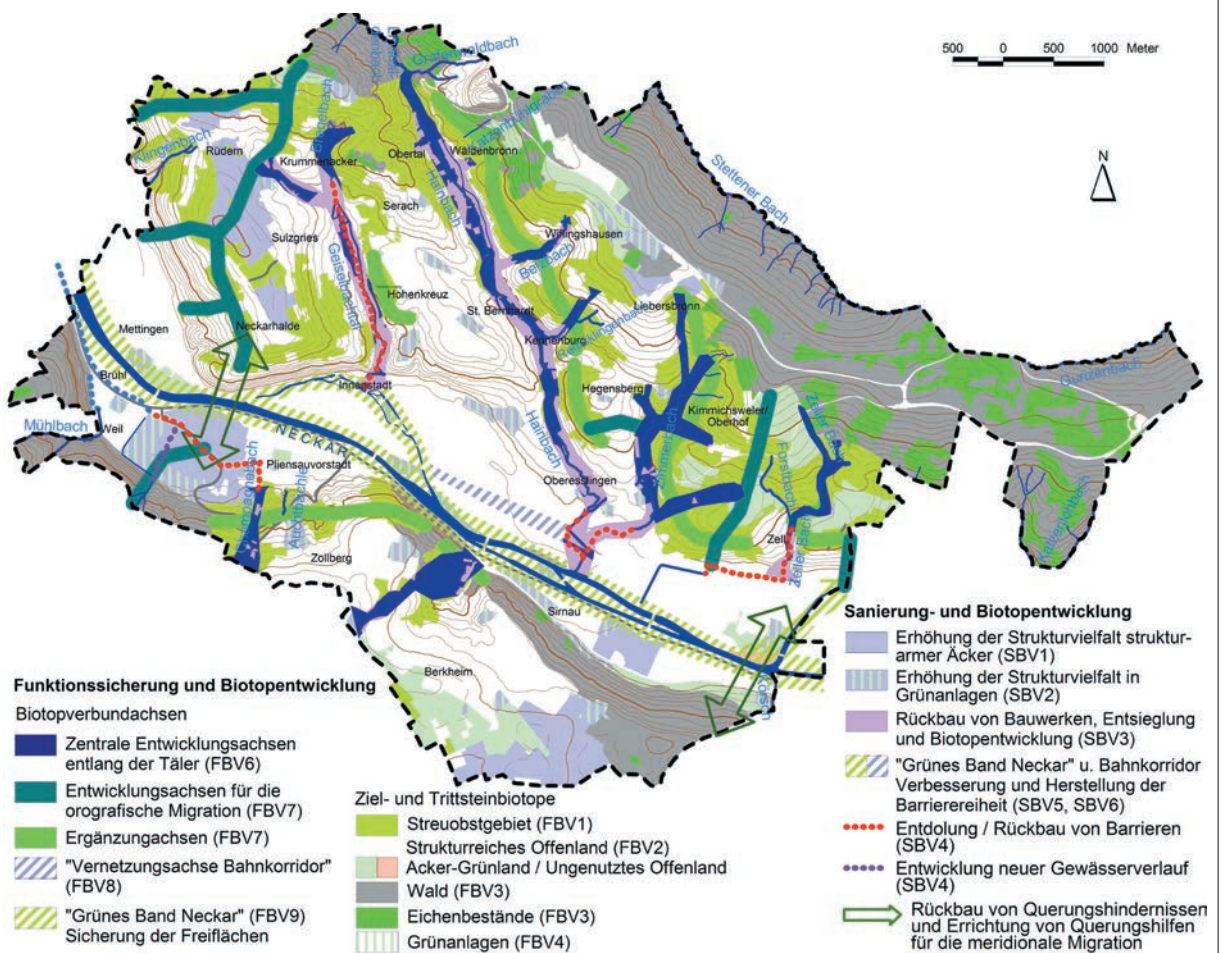 500 0 500 1000 Meter
N
Grafenwaldbach
Stettener Bach
Klingenbach
Rüdern
Krummenacker
Obertal
Wäldenbronn
Hainbach
Serach
Sulzgries
Geiselbachtal
Wiflingshausen
Hohenkreuz
St. Bernhardt
Liebersbronn
Kennenburg
Mettingen
Neckarhalde
Brühl
Innenstadt
Hegensberg
Kimmichsweler/
Oberhof
Gunzenbach
Mühlbach
Weil
NECKAR
Hainbach
Zimmerbach
Forstbach
Pliensauvorstadt
Oberesslingen
Zell
Zeller Bach
Zollberg
Sirnau
Berkheim
Körsch
Funktionssicherung und Biotopentwicklung
Biotopverbundachsen
Zentrale Entwicklungsachsen
entlang der Täler (FBV6)
Entwicklungsachsen für die
orografische Migration (FBV7)
Ergänzungachsen (FBV7)
"Vernetzungsachse Bahnkorridor"
(FBV8)
"Grünes Band Neckar" (FBV9)
Sicherung der Freiflächen
Ziel- und Trittsteinbiotope
Streuobstgebiet (FBV1)
Strukturreiches Offenland (FBV2)
Acker-Grünland / Ungenutztes Offenland
Wald (FBV3)
Eichenbestände (FBV3)
Grünanlagen (FBV4)
Sanierung- und Biotopentwicklung
Erhöhung der Strukturvielfalt struktur-
armer Äcker (SBV1)
Erhöhung der Strukturvielfalt in
Grünanlagen (SBV2)
Rückbau von Bauwerken, Entsieglung
und Biotopentwicklung (SBV3)
"Grünes Band Neckar" u. Bahnkorridor
Verbesserung und Herstellung der
Barrierereiheit (SBV5, SBV6)
Entdolung / Rückbau von Barrieren
(SBV4)
Entwicklung neuer Gewässerverlauf
(SBV4)
Rückbau von Querungshindernissen
und Errichtung von Querungshilfen
für die meridionale Migration